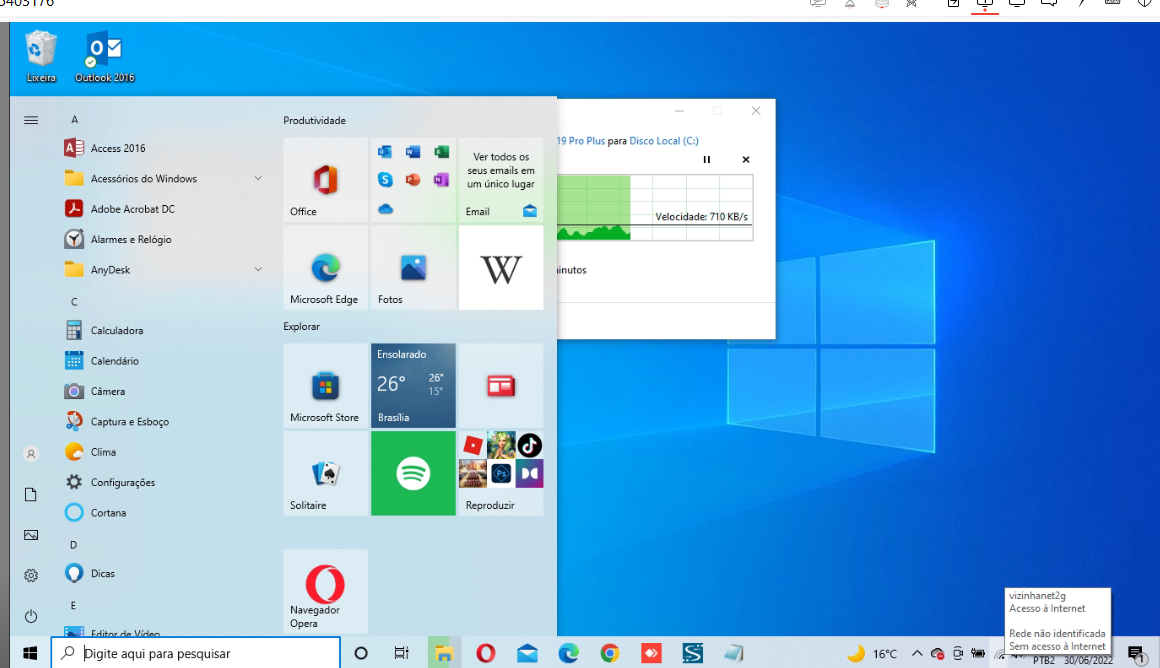 Lixeira
Outlook 2016
A
Access 2016
Acessórios do Windows
Adobe Acrobat DC
Alarmes e Relógio
AnyDesk
C
Calculadora
Calendário
Câmera
Captura e Esboço
Clima
Configurações
Cortana
D
Dicas
E
Editor de Vídeo
Produtividade
Office
Ver todos os
seus emails em
um único lugar
Email
Microsoft Edge
Fotos
W
Explorar
Microsoft Store
Ensolarado
26°
26°
15°
Brasília
Solitaire
Reproduzir
Navegador
Opera
19 Pro Plus para Disco Local (C:)
Velocidade: 710 KB/s
vizinhanet2g
Acesso à Internet
Rede não identificada
Sem acesso à Internet
Digite aqui para pesquisar
16°C
PTB2
30/06/2022
1